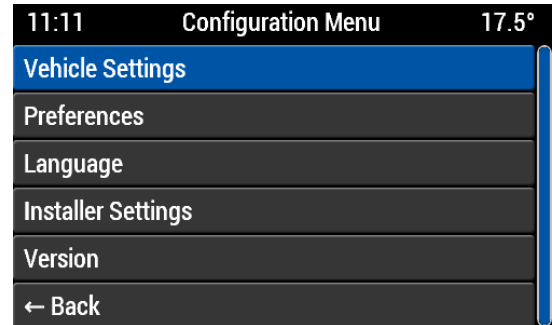 11:11 Configuration Menu 17.5°
Vehicle Settings
Preferences
Language
Installer Settings
Version
← Back